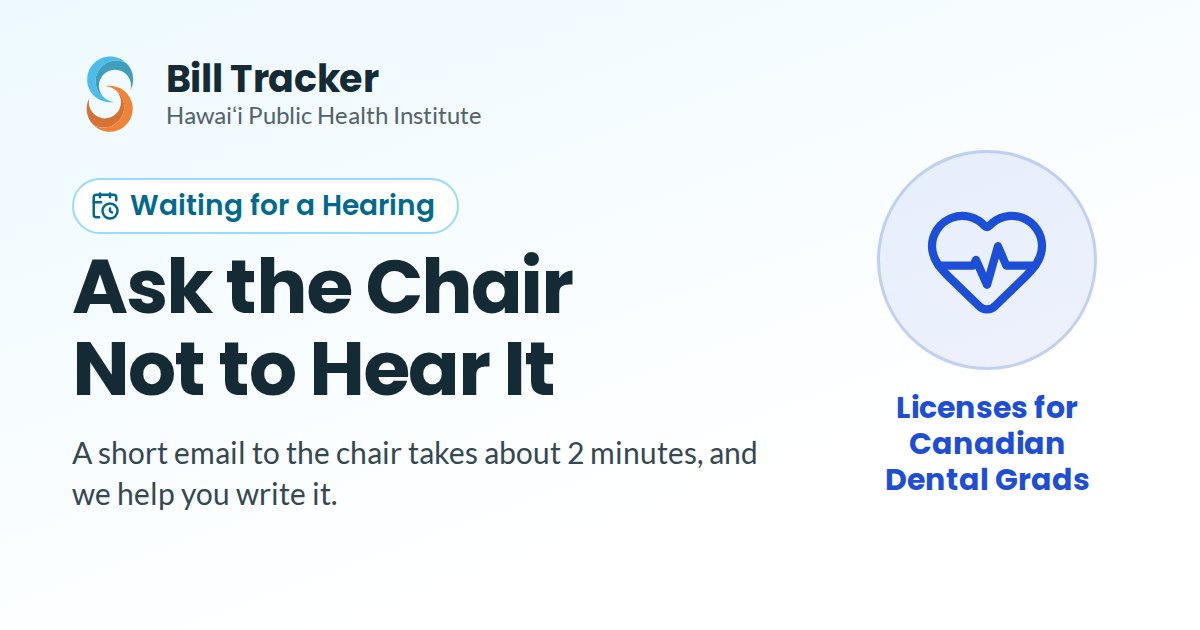 Bill Tracker
Hawaiʻi Public Health Institute
Waiting for a Hearing
Ask the Chair
Not to Hear It
A short email to the chair takes about 2 minutes, and
we help you write it.
Licenses for
Canadian
Dental Grads